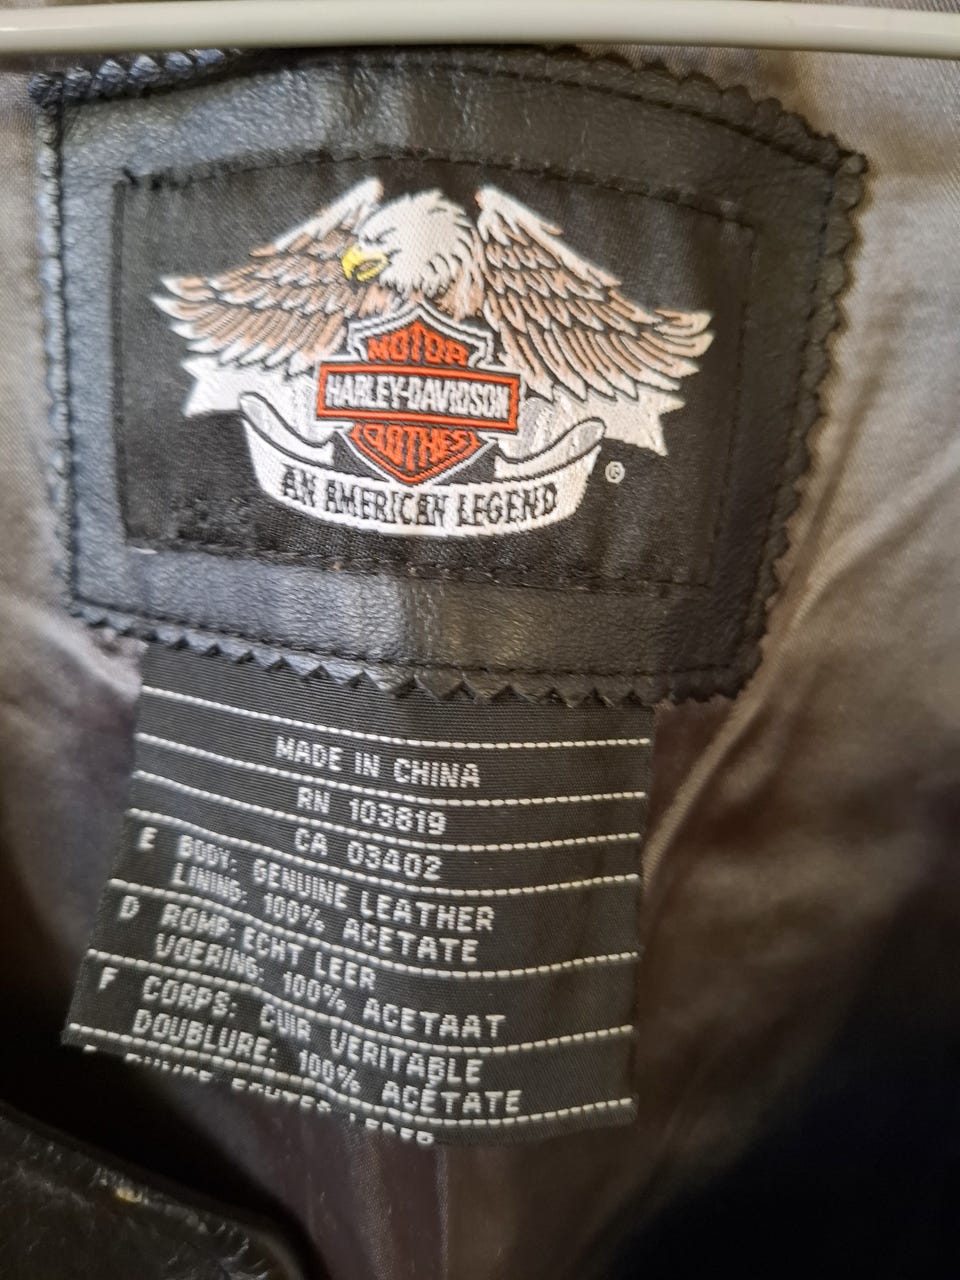 MOTOR
HARLEY-DAVIDSON
CLOTHES
AN AMERICAN LEGEND
®
MADE IN CHINA
RN 103819
CA 03402
E BODY: GENUINE LEATHER
LINING: 100% ACETATE
D ROMP: ECHT LEER
VOERING: 100% ACETAAT
F CORPS: CUIR VERITABLE
DOUBLURE: 100% ACÉTATE